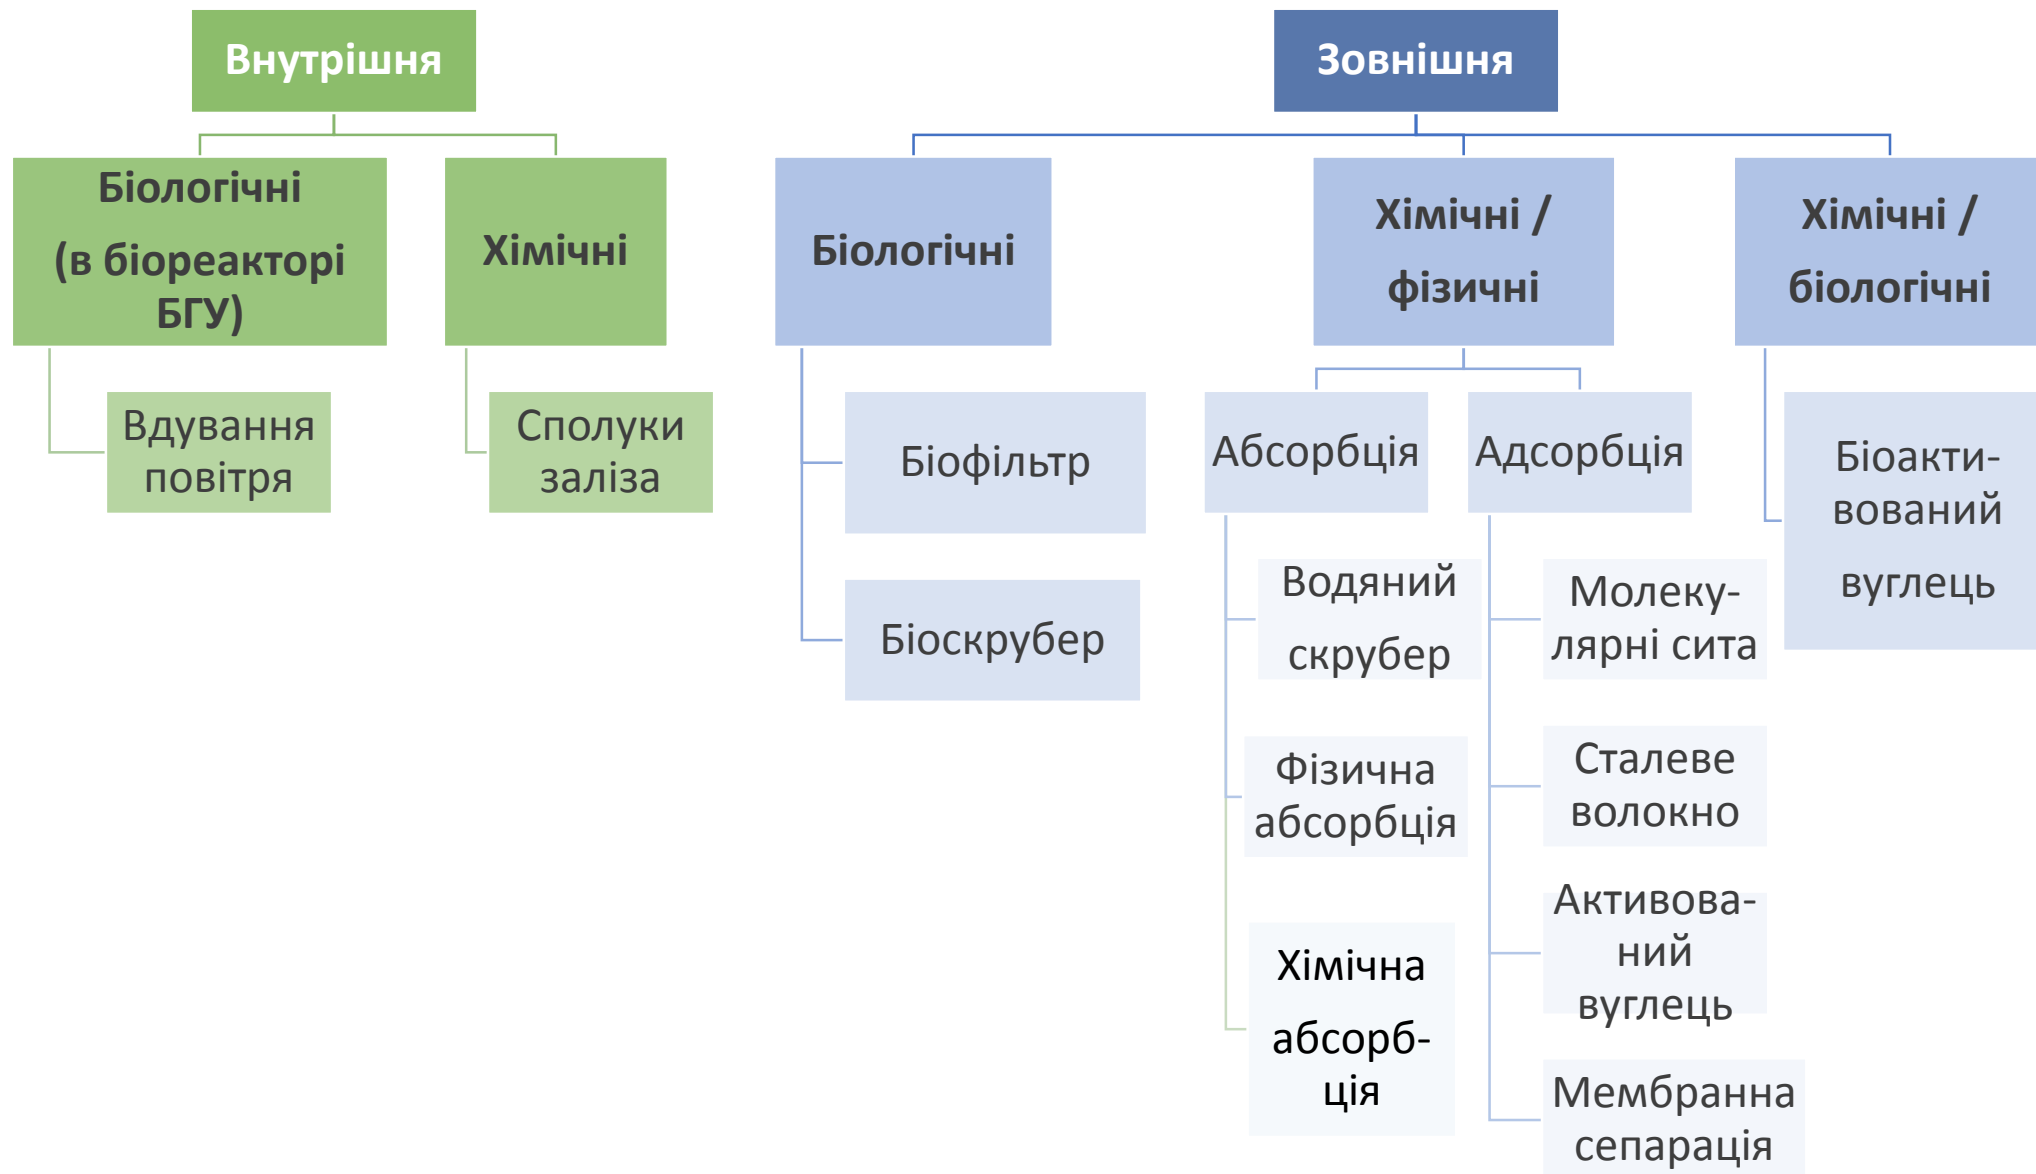 Внутрішня
Зовнішня
Біологічні
(в біореакторі
БГУ)
Хімічні
Біологічні
Хімічні /
фізичні
Хімічні /
біологічні
Вдування
повітря
Сполуки
заліза
Біофільтр
Біоскрубер
Абсорбція
Водяний
скрубер
Фізична
абсорбція
Хімічна
абсорб-
ція
Адсорбція
Молеку-
лярні сита
Сталеве
волокно
Активова-
ний
вуглець
Мембранна
сепарація
Біоакти-
вований
вуглець